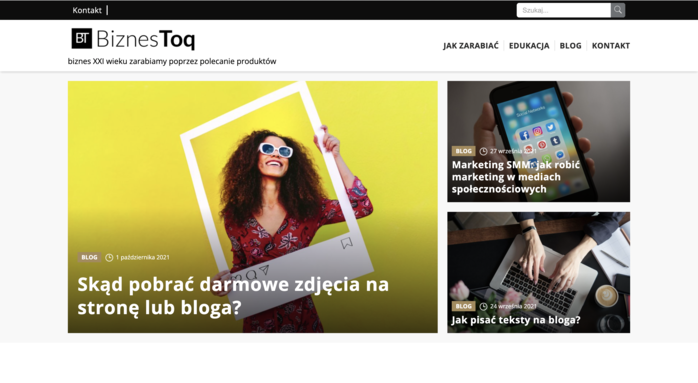 Kontakt
Szukaj...
BT BiznesToq
biznes XXI wieku zarabiamy poprzez polecanie produktów
JAK ZARABIAĆ EDUKACJA BLOG KONTAKT
BLOG 1 października 2021
Skąd pobrać darmowe zdjęcia na
stronę lub bloga?
BLOG 27 września 2021
Marketing SMM: jak robić
marketing w mediach
społecznościowych
BLOG 24 września 2021
Jak pisać teksty na bloga?